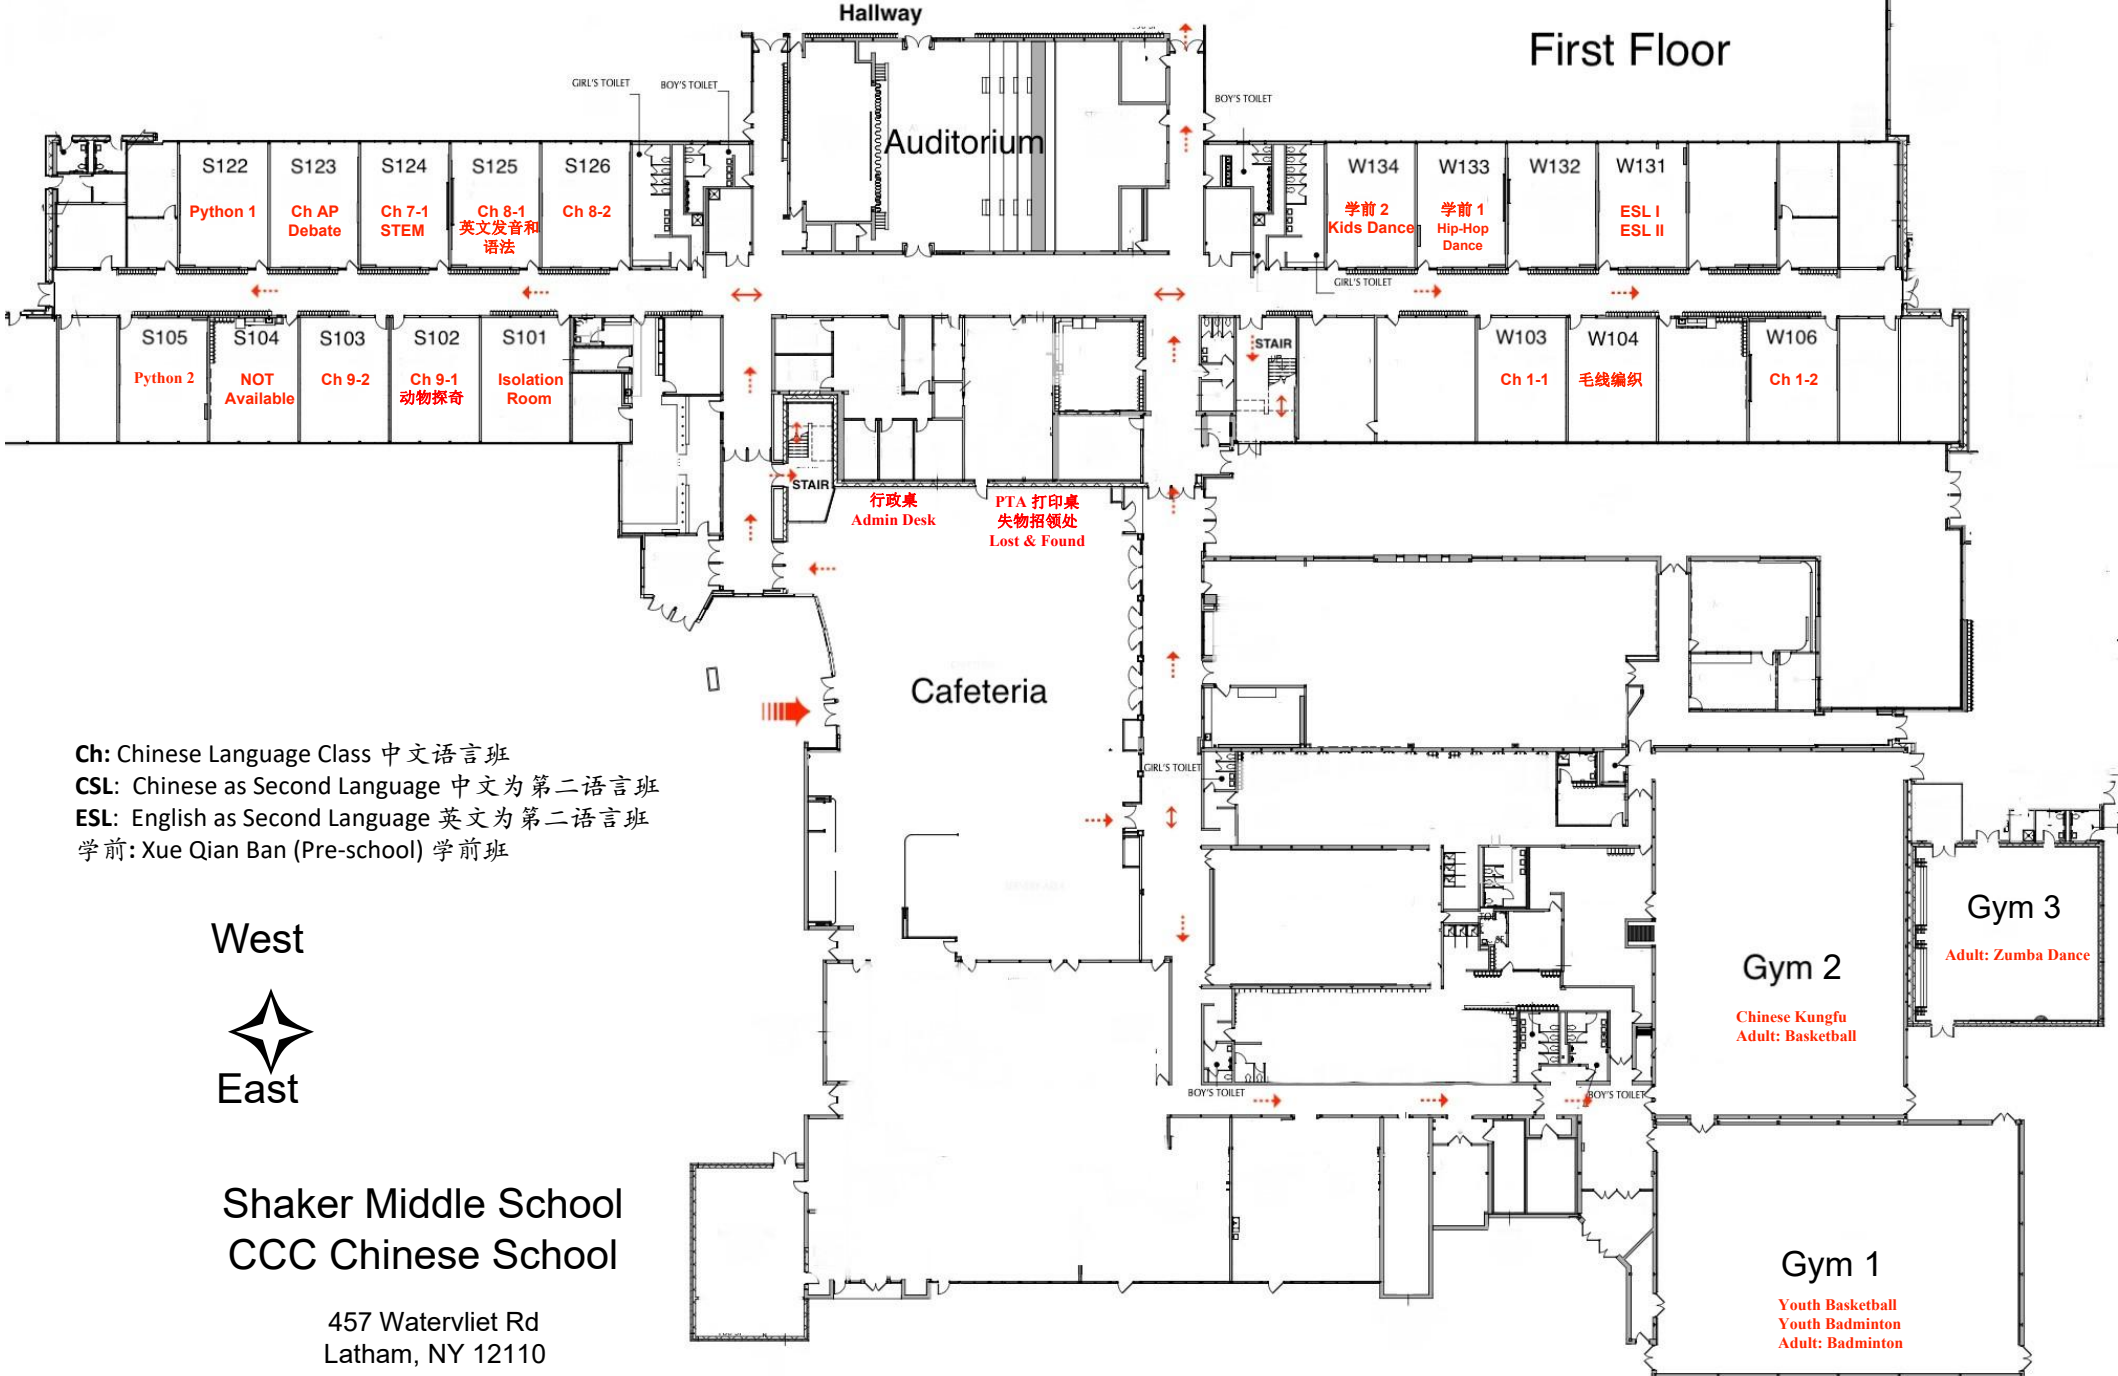 Hallway
First Floor
GIRL'S TOILET
BOY'S TOILET
BOY'S TOILET
Auditorium
S122
Python 1
S123
Ch AP
Debate
S124
Ch 7-1
STEM
S125
Ch 8-1
英文发音和
语法
S126
Ch 8-2
W134
学前 2
Kids Dance
W133
学前 1
Hip-Hop
Dance
W132
W131
ESL I
ESL II
GIRL'S TOILET
S105
Python 2
S104
NOT
Available
S103
Ch 9-2
S102
Ch 9-1
动物探奇
S101
Isolation
Room
STAIR
W103
Ch 1-1
W104
毛线编织
W106
Ch 1-2
STAIR
行政桌
Admin Desk
PTA 打印桌
失物招领处
Lost & Found
Cafeteria
Ch: Chinese Language Class 中文语言班
CSL: Chinese as Second Language 中文为第二语言班
ESL: English as Second Language 英文为第二语言班
学前: Xue Qian Ban (Pre-school) 学前班
GIRL'S TOILET
Gym 3
Adult: Zumba Dance
Gym 2
Chinese Kungfu
Adult: Basketball
West
East
BOY'S TOILET
BOY'S TOILET
Shaker Middle School
CCC Chinese School
457 Watervliet Rd
Latham, NY 12110
Gym 1
Youth Basketball
Youth Badminton
Adult: Badminton